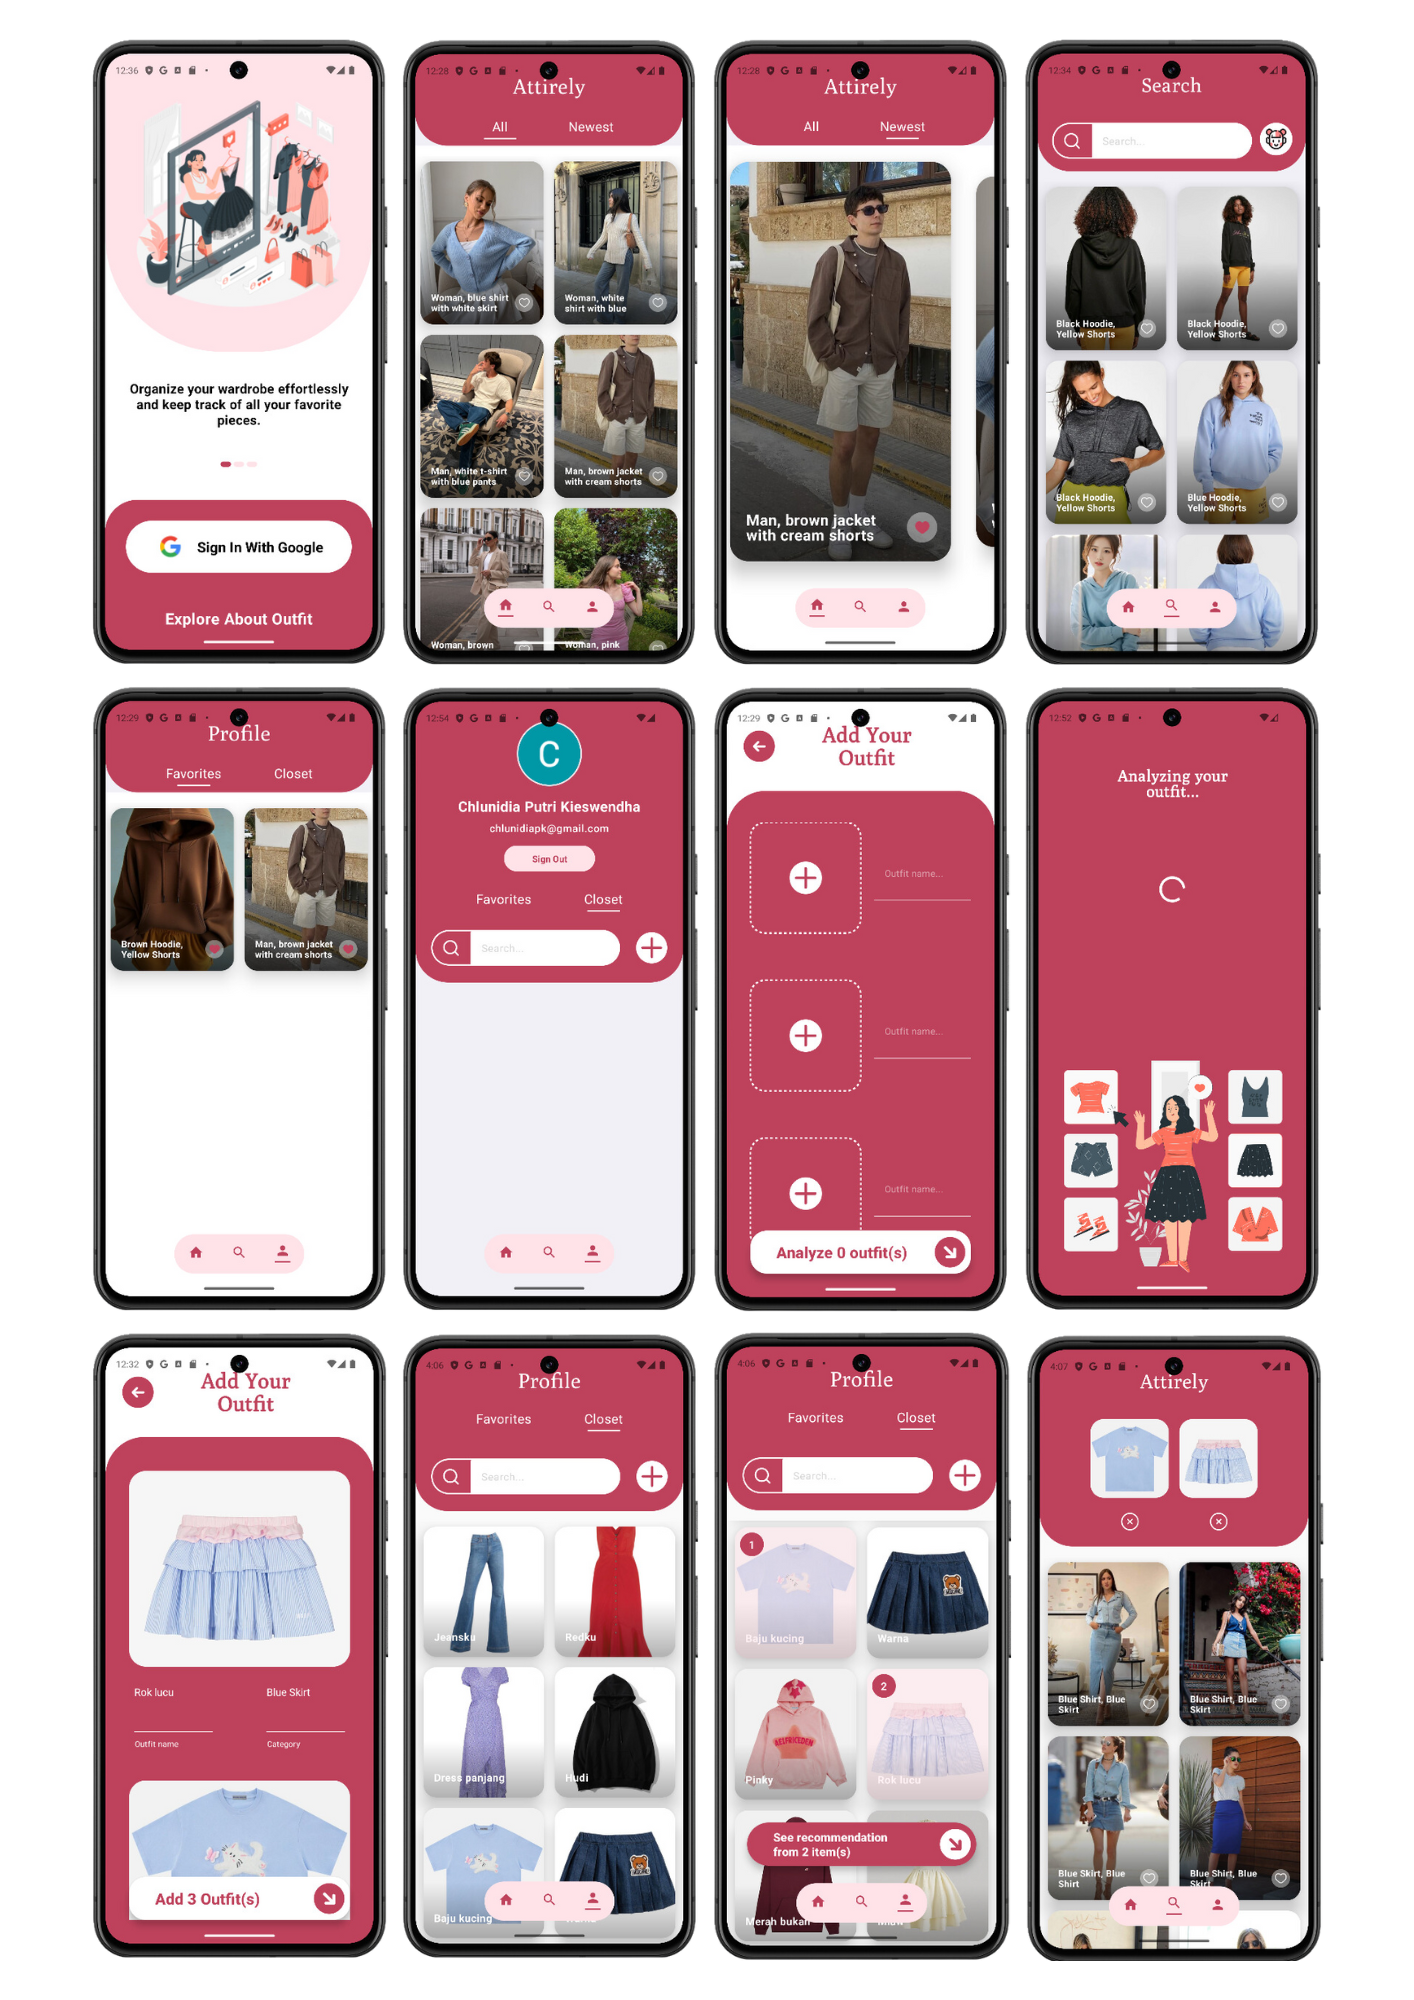 12:36
Organize your wardrobe effortlessly
and keep track of all your favorite
pieces.
Sign In With Google
Explore About Outfit
12:28
Attirely
All
Newest
Woman, blue shirt
with white skirt
Woman, white
shirt with blue
Man, white t-shirt
with blue pants
Man, brown jacket
with cream shorts
Woman, brown
Woman, pink
12:28
Attirely
All
Newest
Man, brown jacket
with cream shorts
12:34
Search
Search...
Black Hoodie,
Yellow Shorts
Black Hoodie,
Yellow Shorts
Black Hoodie,
Yellow Shorts
Blue Hoodie,
Yellow Shorts
12:29
Profile
Favorites
Closet
Brown Hoodie,
Yellow Shorts
Man, brown jacket
with cream shorts
12:54
C
Chlunidia Putri Kieswendha
chlunidiapk@gmail.com
Sign Out
Favorites
Closet
Search...
12:29
Add Your
Outfit
Outfit name...
Outfit name...
Outfit name...
Analyze 0 outfit(s)
12:52
Analyzing your
outfit...
12:32
Add Your
Outfit
Rok lucu
Blue Skirt
Outfit name
Category
Add 3 Outfit(s)
4:06
Profile
Favorites
Closet
Search...
Jeansku
Redku
Dress panjang
Hudi
Baju kucing
4:06
Profile
Favorites
Closet
Search...
1
Baju kucing
Warna
2
Pinky
Rok lucu
See recommendation
from 2 item(s)
Merah bukan
4:07
Attirely
Blue Shirt, Blue
Skirt
Blue Shirt, Blue
Skirt
Blue Skirt, Blue
Shirt
Blue Shirt, Blue
Skirt